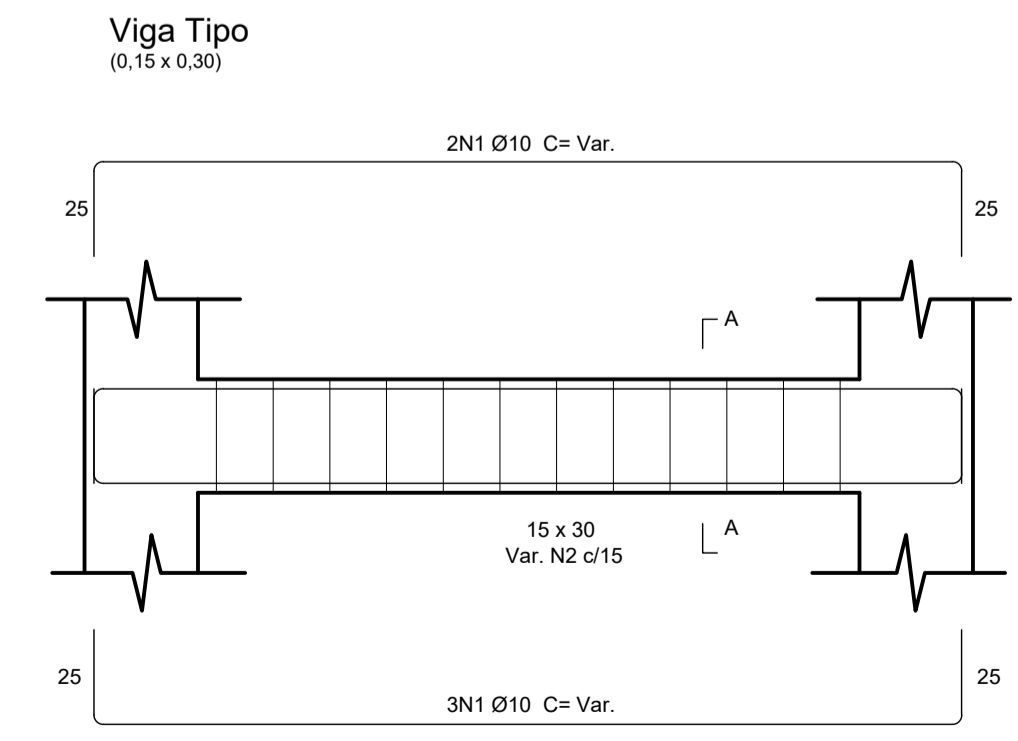 Viga Tipo
(0,15 x 0,30)
2N1 Ø10 C= Var.
25
25
A
A
15 x 30
Var. N2 c/15
25
25
3N1 Ø10 C= Var.